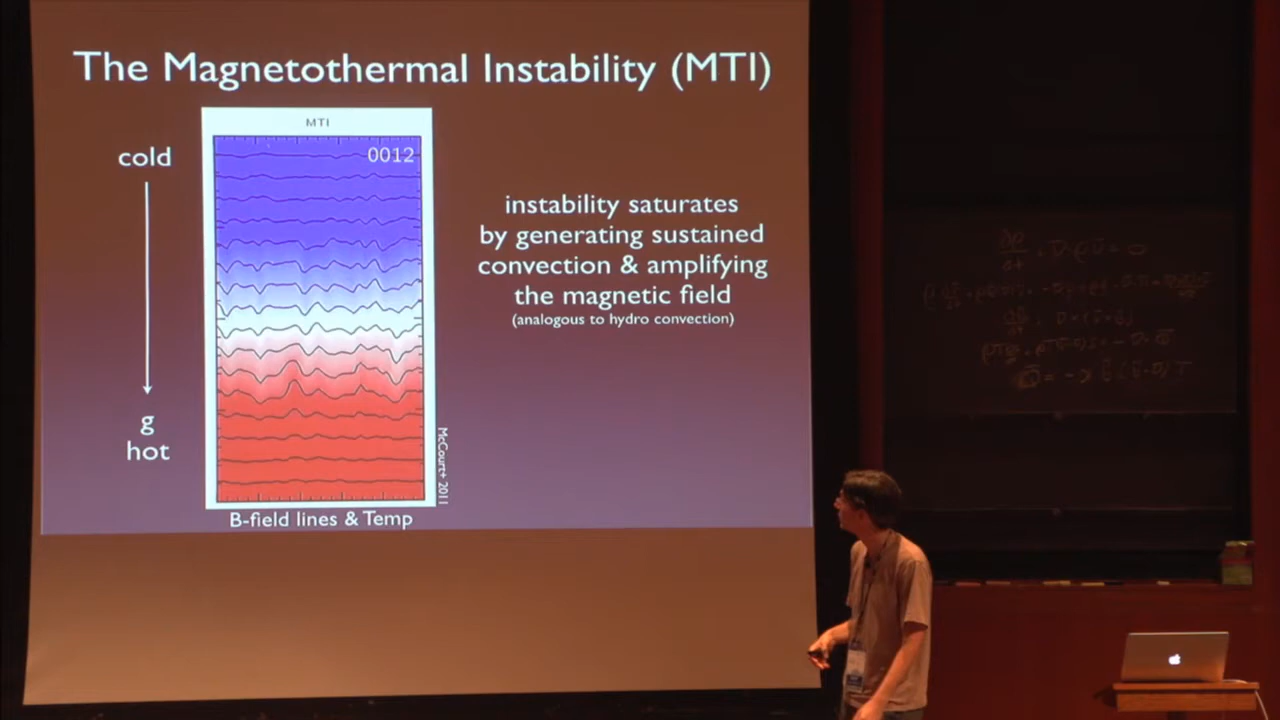 The Magnetothermal Instability (MTI)
MTI
0012
cold
g
hot
instability saturates
by generating sustained
convection & amplifying
the magnetic field
(analogous to hydro convection)
McCourt+ 2011
B-field lines & Temp